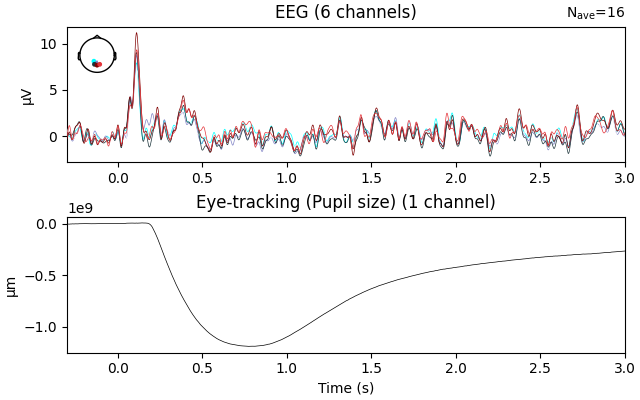 EEG (6 channels)
Nave=16
10
5
0
µV
0.0
0.5
1.0
1.5
2.0
2.5
3.0
Eye-tracking (Pupil size) (1 channel)
1e9
0.0
−0.5
−1.0
µm
0.0
0.5
1.0
1.5
2.0
2.5
3.0
Time (s)